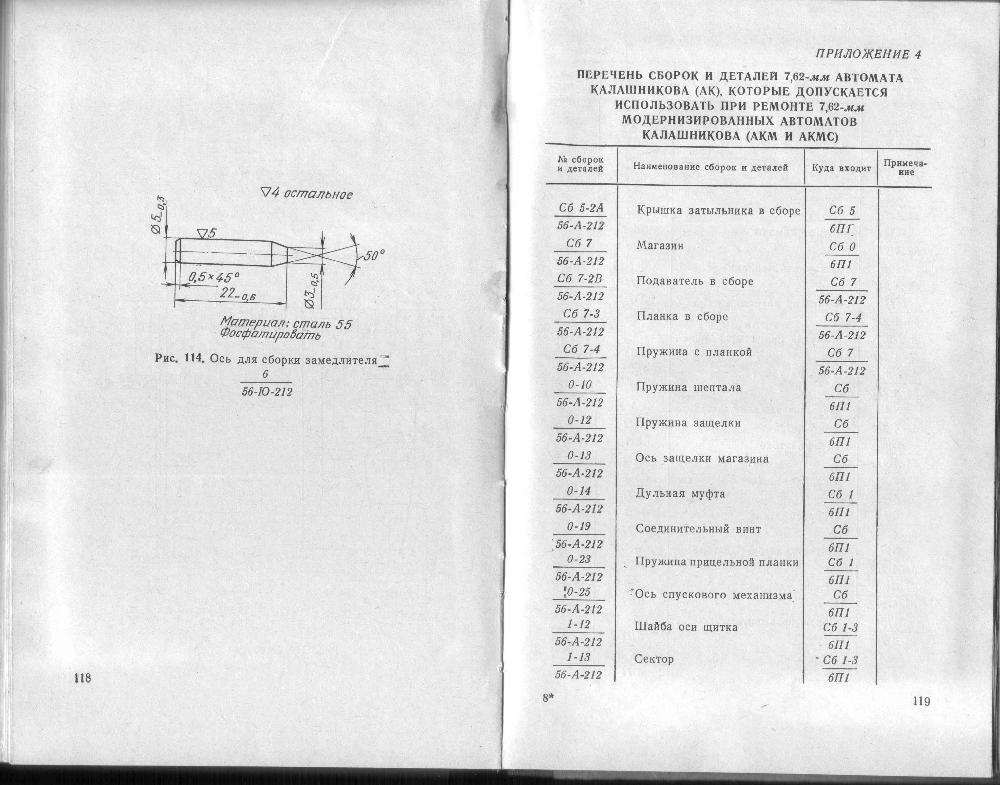 ▽4 остальное
Ø5-0,3
▽5
50°
0,5×45°
22-0,6
Ø3-0,5
Материал: сталь 55
Фосфатировать
Рис. 114. Ось для сборки замедлителя
6
56-Ю-212
118
ПРИЛОЖЕНИЕ 4
ПЕРЕЧЕНЬ СБОРОК И ДЕТАЛЕЙ 7,62-мм АВТОМАТА
КАЛАШНИКОВА (АК), КОТОРЫЕ ДОПУСКАЕТСЯ
ИСПОЛЬЗОВАТЬ ПРИ РЕМОНТЕ 7,62-мм
МОДЕРНИЗИРОВАННЫХ АВТОМАТОВ
КАЛАШНИКОВА (АКМ И АКМС)
№ сборок и деталей Наименование сборок и деталей Куда входит Примечание
Сб 5-2А Крышка затыльника в сборе Сб 5
56-А-212 6П1
Сб 7 Магазин Сб 0
56-А-212 6П1
Сб 7-2В Подаватель в сборе Сб 7
56-А-212 56-А-212
Сб 7-3 Планка в сборе Сб 7-4
56-А-212 56-А-212
Сб 7-4 Пружина с планкой Сб 7
56-А-212 56-А-212
0-10 Пружина шептала Сб
56-А-212 6П1
0-12 Пружина защелки Сб
56-А-212 6П1
0-13 Ось защелки магазина Сб
56-А-212 6П1
0-14 Дульная муфта Сб 1
56-А-212 6П1
0-19 Соединительный винт Сб
56-А-212 6П1
0-23 Пружина прицельной планки Сб 1
56-А-212 6П1
0-25 Ось спускового механизма Сб
56-А-212 6П1
1-12 Шайба оси щитка Сб 1-3
56-А-212 6П1
1-13 Сектор Сб 1-3
56-А-212 6П1
8*
119